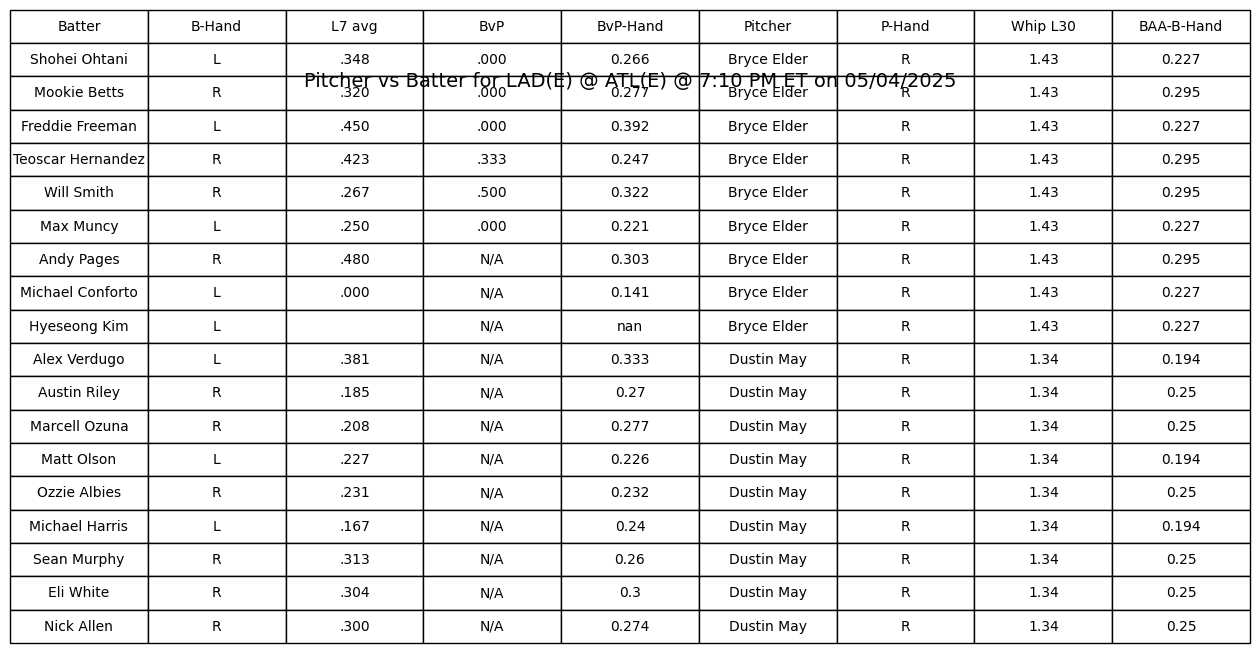 Batter B-Hand L7 avg BvP BvP-Hand Pitcher P-Hand Whip L30 BAA-B-Hand
Shohei Ohtani L .348 .000 0.266 Bryce Elder R 1.43 0.227
Pitcher vs Batter for LAD(E) @ ATL(E) @ 7:10 PM ET on 05/04/2025
Mookie Betts R .320 .000 0.277 Bryce Elder R 1.43 0.295
Freddie Freeman L .450 .000 0.392 Bryce Elder R 1.43 0.227
Teoscar Hernandez R .423 .333 0.247 Bryce Elder R 1.43 0.295
Will Smith R .267 .500 0.322 Bryce Elder R 1.43 0.295
Max Muncy L .250 .000 0.221 Bryce Elder R 1.43 0.227
Andy Pages R .480 N/A 0.303 Bryce Elder R 1.43 0.295
Michael Conforto L .000 N/A 0.141 Bryce Elder R 1.43 0.227
Hyeseong Kim L N/A nan Bryce Elder R 1.43 0.227
Alex Verdugo L .381 N/A 0.333 Dustin May R 1.34 0.194
Austin Riley R .185 N/A 0.27 Dustin May R 1.34 0.25
Marcell Ozuna R .208 N/A 0.277 Dustin May R 1.34 0.25
Matt Olson L .227 N/A 0.226 Dustin May R 1.34 0.194
Ozzie Albies R .231 N/A 0.232 Dustin May R 1.34 0.25
Michael Harris L .167 N/A 0.24 Dustin May R 1.34 0.194
Sean Murphy R .313 N/A 0.26 Dustin May R 1.34 0.25
Eli White R .304 N/A 0.3 Dustin May R 1.34 0.25
Nick Allen R .300 N/A 0.274 Dustin May R 1.34 0.25